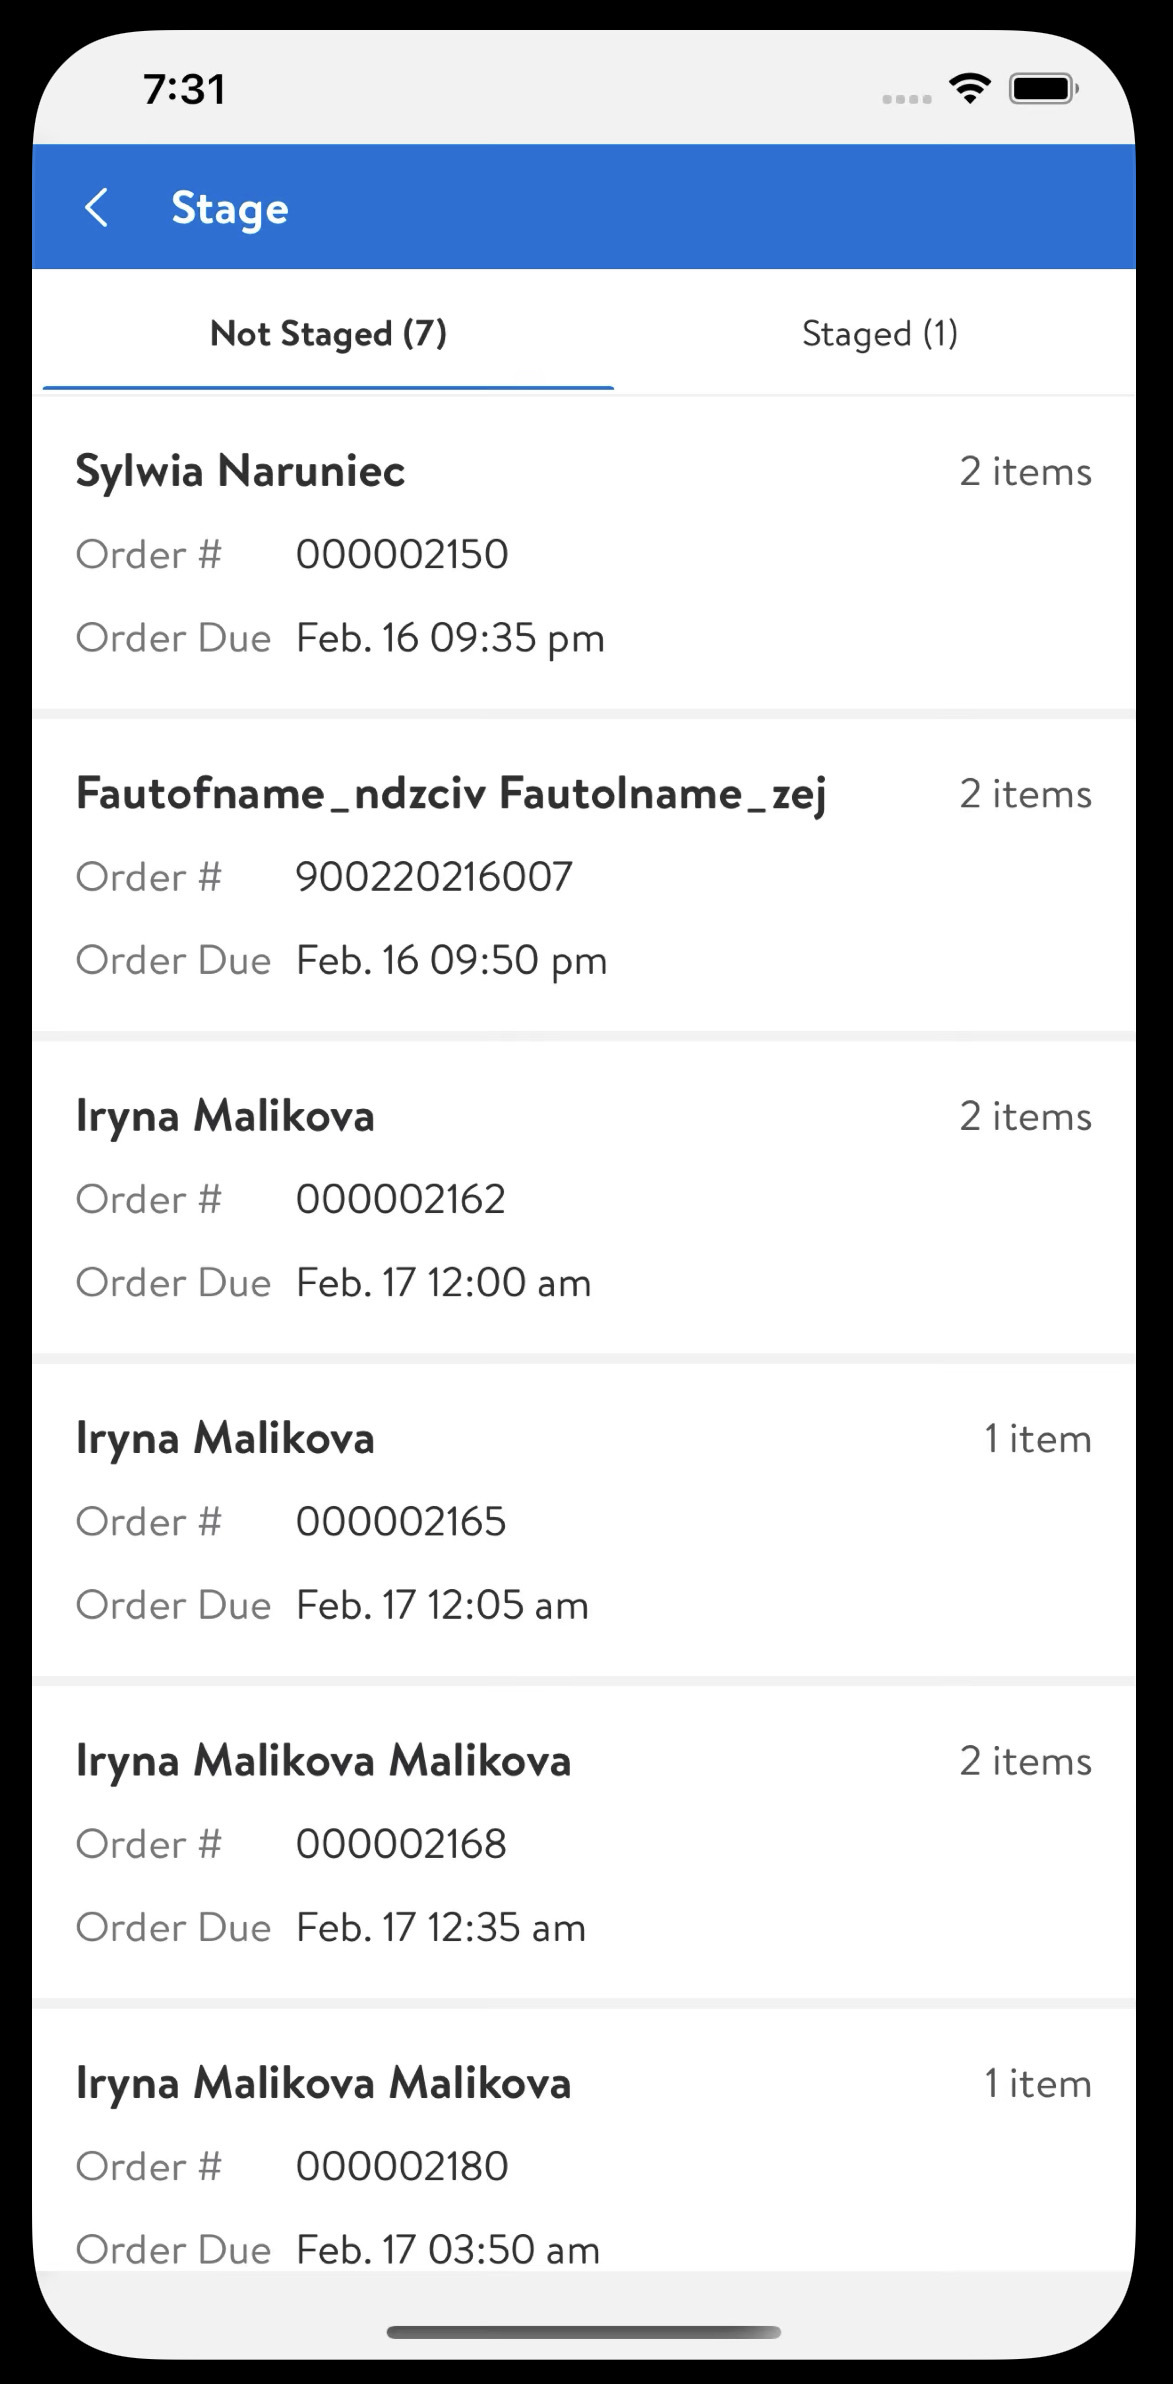 7:31
Stage
Not Staged (7) Staged (1)
Sylwia Naruniec 2 items
Order # 000002150
Order Due Feb. 16 09:35 pm
Fautofname_ndzciv Fautolname_zej 2 items
Order # 900220216007
Order Due Feb. 16 09:50 pm
Iryna Malikova 2 items
Order # 000002162
Order Due Feb. 17 12:00 am
Iryna Malikova 1 item
Order # 000002165
Order Due Feb. 17 12:05 am
Iryna Malikova Malikova 2 items
Order # 000002168
Order Due Feb. 17 12:35 am
Iryna Malikova Malikova 1 item
Order # 000002180
Order Due Feb. 17 03:50 am